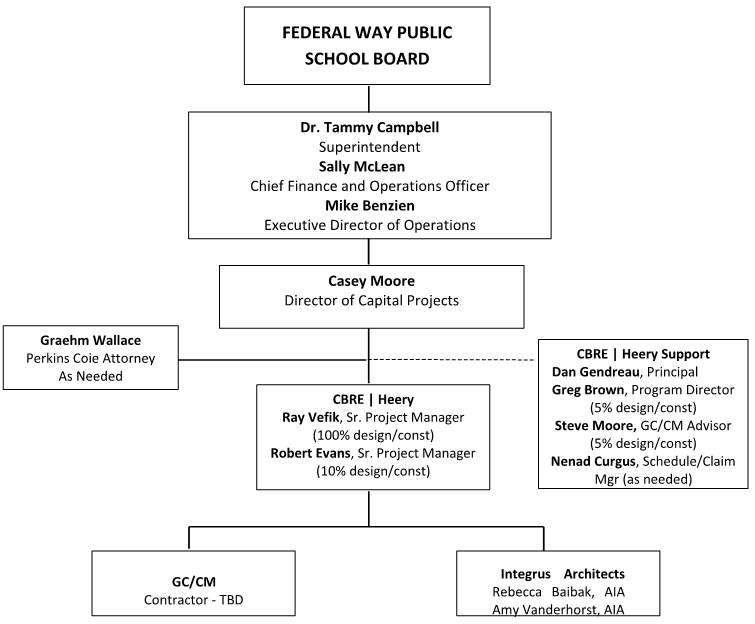 FEDERAL WAY PUBLIC
SCHOOL BOARD
Dr. Tammy Campbell
Superintendent
Sally McLean
Chief Finance and Operations Officer
Mike Benzien
Executive Director of Operations
Casey Moore
Director of Capital Projects
Graehm Wallace
Perkins Coie Attorney
As Needed
CBRE | Heery Support
Dan Gendreau, Principal
Greg Brown, Program Director
(5% design/const)
Steve Moore, GC/CM Advisor
(5% design/const)
Nenad Curgus, Schedule/Claim
Mgr (as needed)
CBRE | Heery
Ray Vefik, Sr. Project Manager
(100% design/const)
Robert Evans, Sr. Project Manager
(10% design/const)
GC/CM
Contractor - TBD
Integrus Architects
Rebecca Baibak, AIA
Amy Vanderhorst, AIA